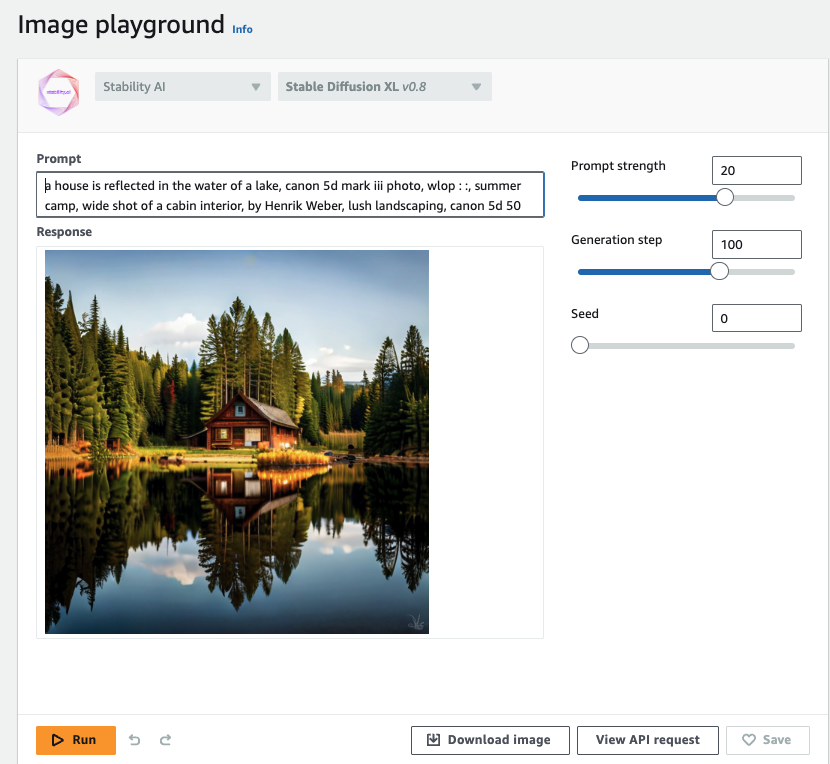 Image playground Info
stability.ai
Stability AI
Stable Diffusion XL v0.8
Prompt
a house is reflected in the water of a lake, canon 5d mark iii photo, wlop : :, summer
camp, wide shot of a cabin interior, by Henrik Weber, lush landscaping, canon 5d 50
Response
Prompt strength
20
Generation step
100
Seed
0
Run
Download image
View API request
Save